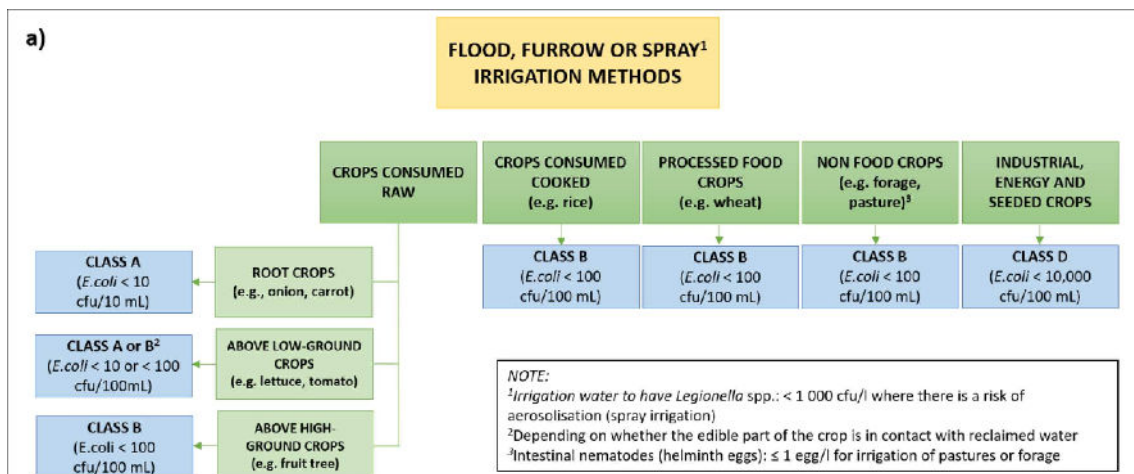 a)
FLOOD, FURROW OR SPRAY1
IRRIGATION METHODS
CROPS CONSUMED
RAW
CROPS CONSUMED
COOKED
(e.g. rice)
PROCESSED FOOD
CROPS
(e.g. wheat)
NON FOOD CROPS
(e.g. forage,
pasture)3
INDUSTRIAL,
ENERGY AND
SEEDED CROPS
CLASS B
(E.coli < 100
cfu/100 mL)
CLASS B
(E.coli < 100
cfu/100 mL)
CLASS B
(E.coli < 100
cfu/100 mL)
CLASS D
(E.coli < 10,000
cfu/100 mL)
CLASS A
(E.coli < 10
cfu/10 mL)
ROOT CROPS
(e.g., onion, carrot)
CLASS A or B2
(E.coli < 10 or < 100
cfu/100mL)
ABOVE LOW-GROUND
CROPS
(e.g. lettuce, tomato)
CLASS B
(E.coli < 100
cfu/100 mL)
ABOVE HIGH-
GROUND CROPS
(e.g. fruit tree)
NOTE:
1Irrigation water to have Legionella spp.: < 1 000 cfu/l where there is a risk of
aerosolisation (spray irrigation)
2Depending on whether the edible part of the crop is in contact with reclaimed water
3Intestinal nematodes (helminth eggs): ≤ 1 egg/l for irrigation of pastures or forage